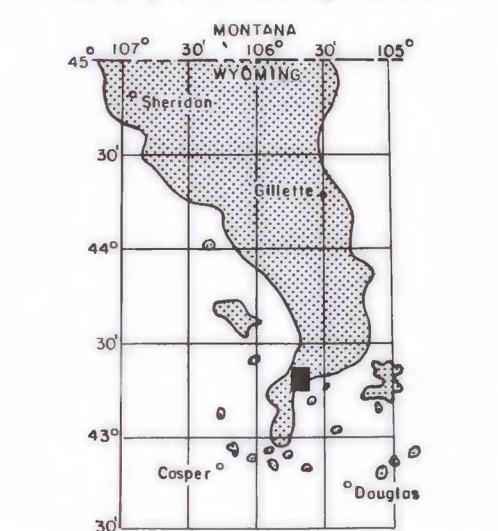 MONTANA
107° 30' 106° 30' 105°
45°
WYOMING
Sheridan
30'
Gillette
44°
30'
43°
Casper
Douglas
30'